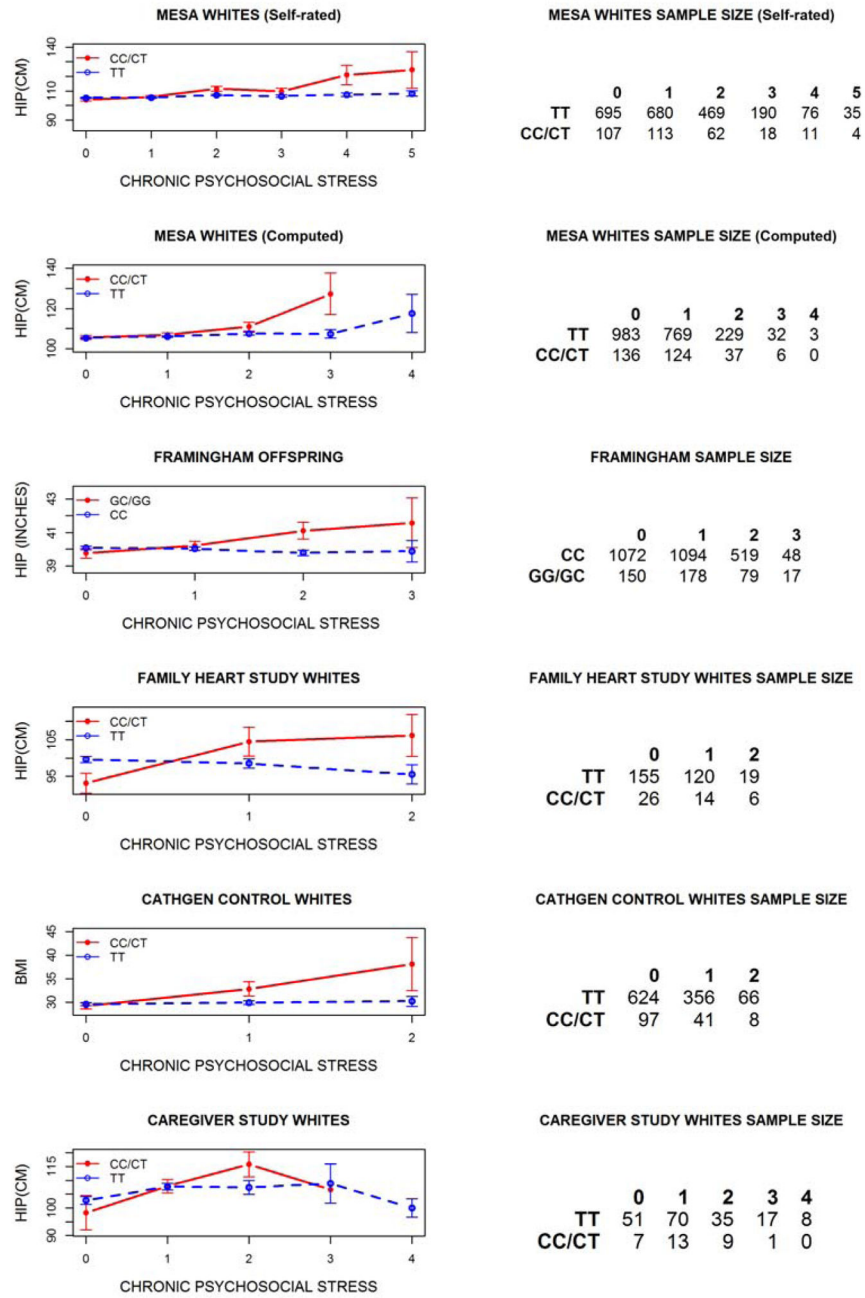 MESA WHITES (Self-rated)
MESA WHITES SAMPLE SIZE (Self-rated)
HIP(CM)
140
110
90
CC/CT
TT
0 1 2 3 4 5
CHRONIC PSYCHOSOCIAL STRESS
0 1 2 3 4 5
TT 695 680 469 190 76 35
CC/CT 107 113 62 18 11 4
MESA WHITES (Computed)
MESA WHITES SAMPLE SIZE (Computed)
HIP(CM)
140
120
100
CC/CT
TT
0 1 2 3 4
CHRONIC PSYCHOSOCIAL STRESS
0 1 2 3 4
TT 983 769 229 32 3
CC/CT 136 124 37 6 0
FRAMINGHAM OFFSPRING
FRAMINGHAM SAMPLE SIZE
HIP (INCHES)
43
41
39
GC/GG
CC
0 1 2 3
CHRONIC PSYCHOSOCIAL STRESS
0 1 2 3
CC 1072 1094 519 48
GG/GC 150 178 79 17
FAMILY HEART STUDY WHITES
FAMILY HEART STUDY WHITES SAMPLE SIZE
HIP(CM)
105
95
CC/CT
TT
0 1 2
CHRONIC PSYCHOSOCIAL STRESS
0 1 2
TT 155 120 19
CC/CT 26 14 6
CATHGEN CONTROL WHITES
CATHGEN CONTROL WHITES SAMPLE SIZE
BMI
45
40
35
30
CC/CT
TT
0 1 2
CHRONIC PSYCHOSOCIAL STRESS
0 1 2
TT 624 356 66
CC/CT 97 41 8
CAREGIVER STUDY WHITES
CAREGIVER STUDY WHITES SAMPLE SIZE
HIP(CM)
115
100
90
CC/CT
TT
0 1 2 3 4
CHRONIC PSYCHOSOCIAL STRESS
0 1 2 3 4
TT 51 70 35 17 8
CC/CT 7 13 9 1 0